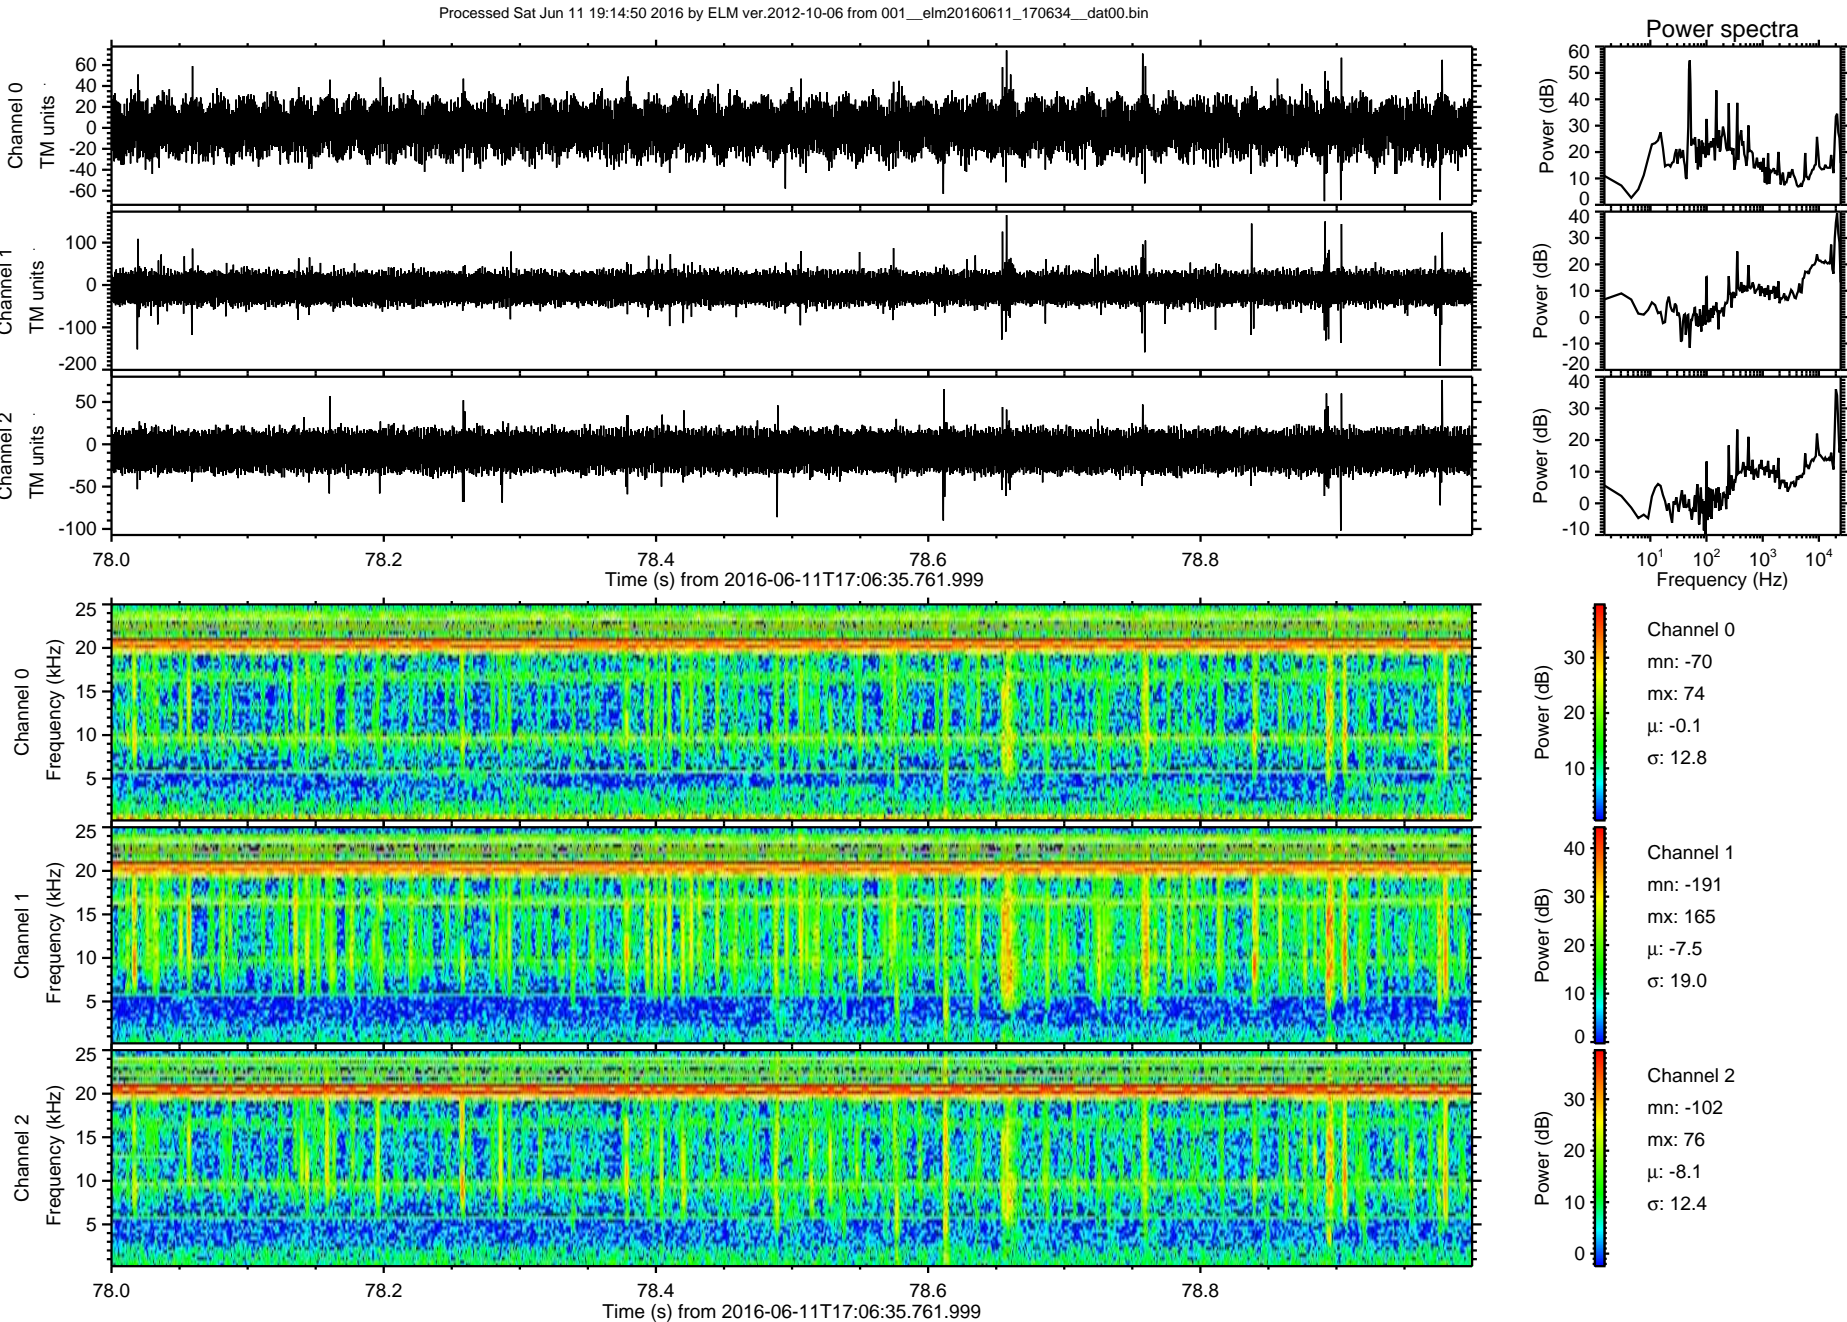 Processed Sat Jun 11 19:14:50 2016 by ELM ver.2012-10-06 from 001__elm20160611_170634__dat00.bin
Power spectra
Channel 0
TM units
60
40
20
0
-20
-40
-60
Power (dB)
60
50
40
30
20
10
0
Channel 1
TM units
100
0
-100
-200
Power (dB)
40
30
20
10
0
-10
-20
Channel 2
TM units
50
0
-50
-100
Power (dB)
40
30
20
10
0
-10
78.0 78.2 78.4 78.6 78.8
Time (s) from 2016-06-11T17:06:35.761.999
10¹ 10² 10³ 10⁴
Frequency (Hz)
Channel 0
Frequency (kHz)
25
20
15
10
5
Power (dB)
30
20
10
Channel 0
mn: -70
mx: 74
μ: -0.1
σ: 12.8
Channel 1
Frequency (kHz)
25
20
15
10
5
Power (dB)
40
30
20
10
0
Channel 1
mn: -191
mx: 165
μ: -7.5
σ: 19.0
Channel 2
Frequency (kHz)
25
20
15
10
5
Power (dB)
30
20
10
0
Channel 2
mn: -102
mx: 76
μ: -8.1
σ: 12.4
78.0 78.2 78.4 78.6 78.8
Time (s) from 2016-06-11T17:06:35.761.999